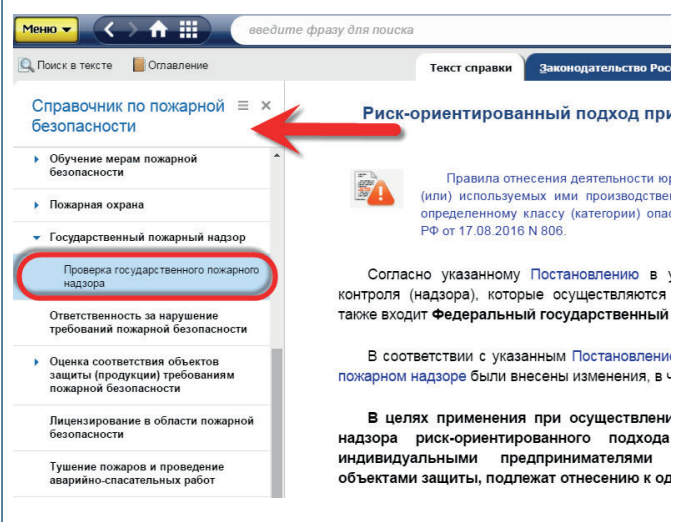 Меню
введите фразу для поиска
Поиск в тексте Оглавление
Текст справки Законодательство Рос
Справочник по пожарной
безопасности
Обучение мерам пожарной
безопасности
Пожарная охрана
Государственный пожарный надзор
Проверка государственного пожарного
надзора
Ответственность за нарушение
требований пожарной безопасности
Оценка соответствия объектов
защиты (продукции) требованиям
пожарной безопасности
Лицензирование в области пожарной
безопасности
Тушение пожаров и проведение
аварийно-спасательных работ
Риск-ориентированный подход при
Правила отнесения деятельности юр
(или) используемых ими производстве
определенному классу (категории) опас
РФ от 17.08.2016 N 806.
Согласно указанному Постановлению в у
контроля (надзора), которые осуществляются
также входит Федеральный государственный
В соответствии с указанным Постановление
пожарном надзоре были внесены изменения, в ч
В целях применения при осуществлени
надзора риск-ориентированного подхода
индивидуальными предпринимателями
объектами защиты, подлежат отнесению к од